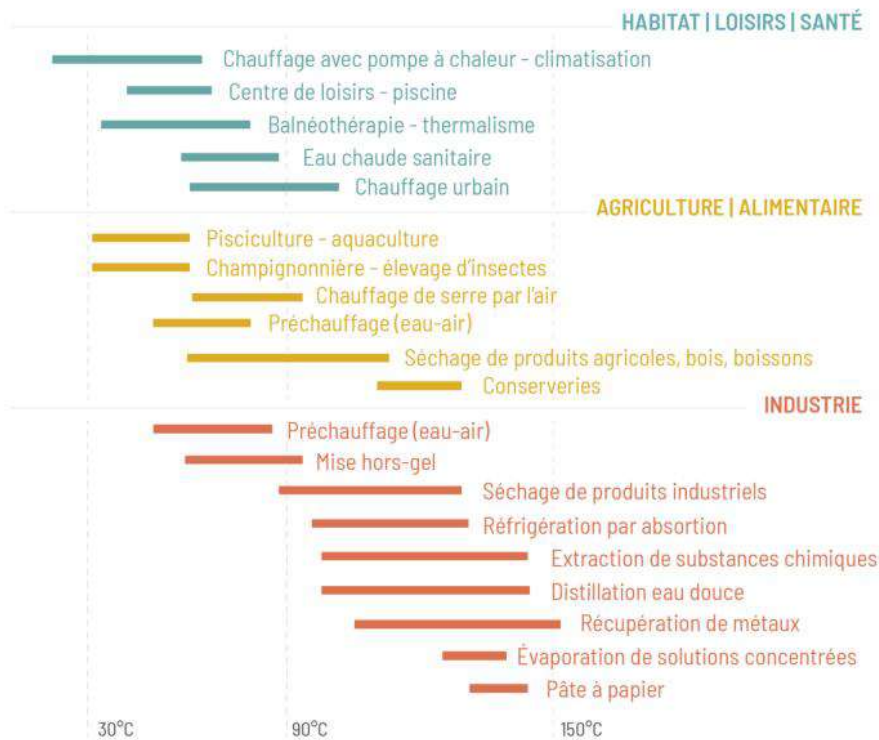 HABITAT | LOISIRS | SANTÉ
Chauffage avec pompe à chaleur - climatisation
Centre de loisirs - piscine
Balnéothérapie - thermalisme
Eau chaude sanitaire
Chauffage urbain
AGRICULTURE | ALIMENTAIRE
Pisciculture - aquaculture
Champignonnière - élevage d'insectes
Chauffage de serre par l'air
Préchauffage (eau-air)
Séchage de produits agricoles, bois, boissons
Conserveries
INDUSTRIE
Préchauffage (eau-air)
Mise hors-gel
Séchage de produits industriels
Réfrigération par absortion
Extraction de substances chimiques
Distillation eau douce
Récupération de métaux
Évaporation de solutions concentrées
Pâte à papier
30°C 90°C 150°C